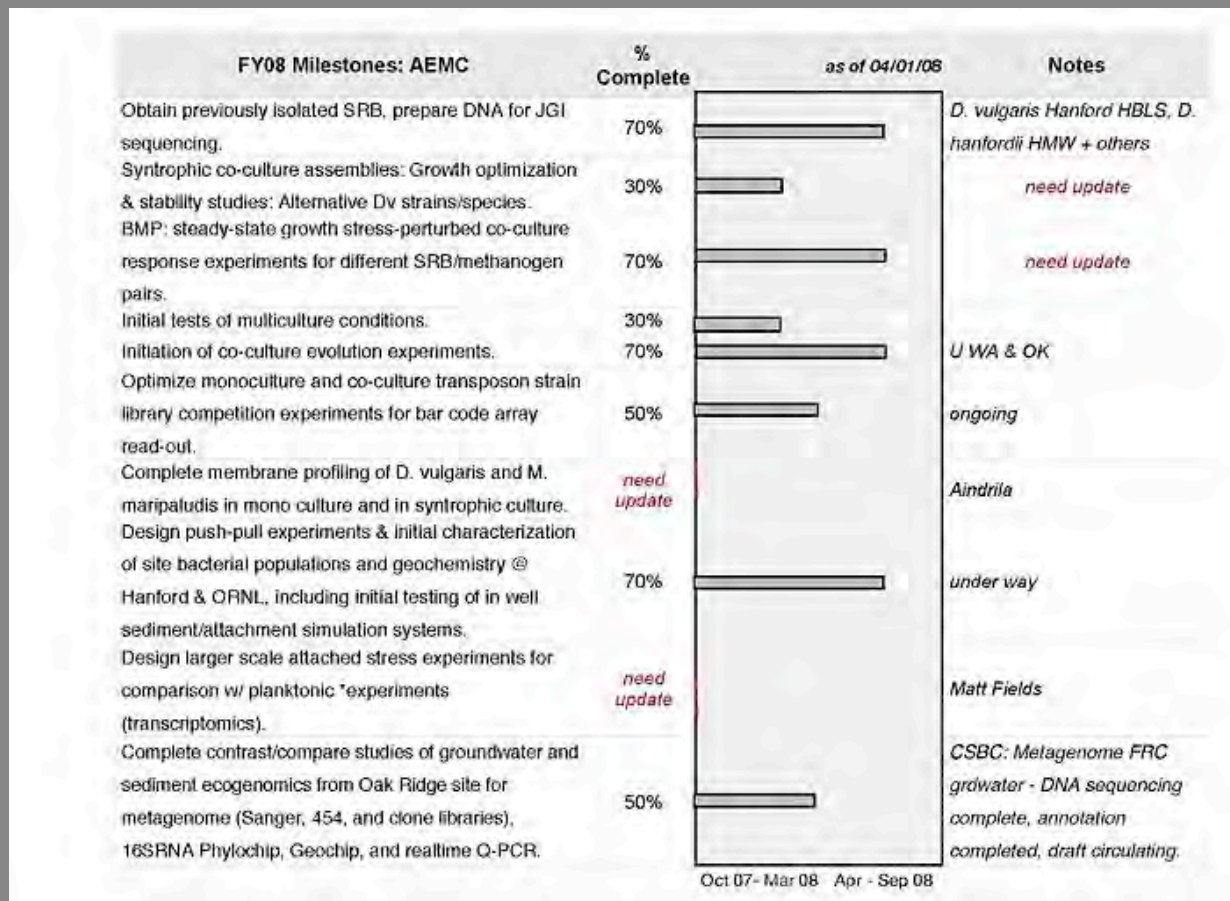 FY08 Milestones: AEMC
%
Complete
as of 04/01/08
Notes
Obtain previously isolated SRB, prepare DNA for JGI
sequencing.
70%
D. vulgaris Hanford HBLS, D.
hanfordii HMW + others
Syntrophic co-culture assemblies: Growth optimization
& stability studies: Alternative Dv strains/species.
30%
need update
BMP: steady-state growth stress-perturbed co-culture
response experiments for different SRB/methanogen
pairs.
70%
need update
Initial tests of multiculture conditions.
30%
Initiation of co-culture evolution experiments.
70%
U WA & OK
Optimize monoculture and co-culture transposon strain
library competition experiments for bar code array
read-out.
50%
ongoing
Complete membrane profiling of D. vulgaris and M.
maripaludis in mono culture and in syntrophic culture.
need
update
Aindrila
Design push-pull experiments & initial characterization
of site bacterial populations and geochemistry @
Hanford & ORNL, including initial testing of in well
sediment/attachment simulation systems.
70%
under way
Design larger scale attached stress experiments for
comparison w/ planktonic *experiments
(transcriptomics).
need
update
Matt Fields
Complete contrast/compare studies of groundwater and
sediment ecogenomics from Oak Ridge site for
metagenome (Sanger, 454, and clone libraries),
16SRNA Phylochip, Geochip, and realtime Q-PCR.
50%
CSBC: Metagenome FRC
grdwater - DNA sequencing
complete, annotation
completed, draft circulating.
Oct 07- Mar 08
Apr - Sep 08